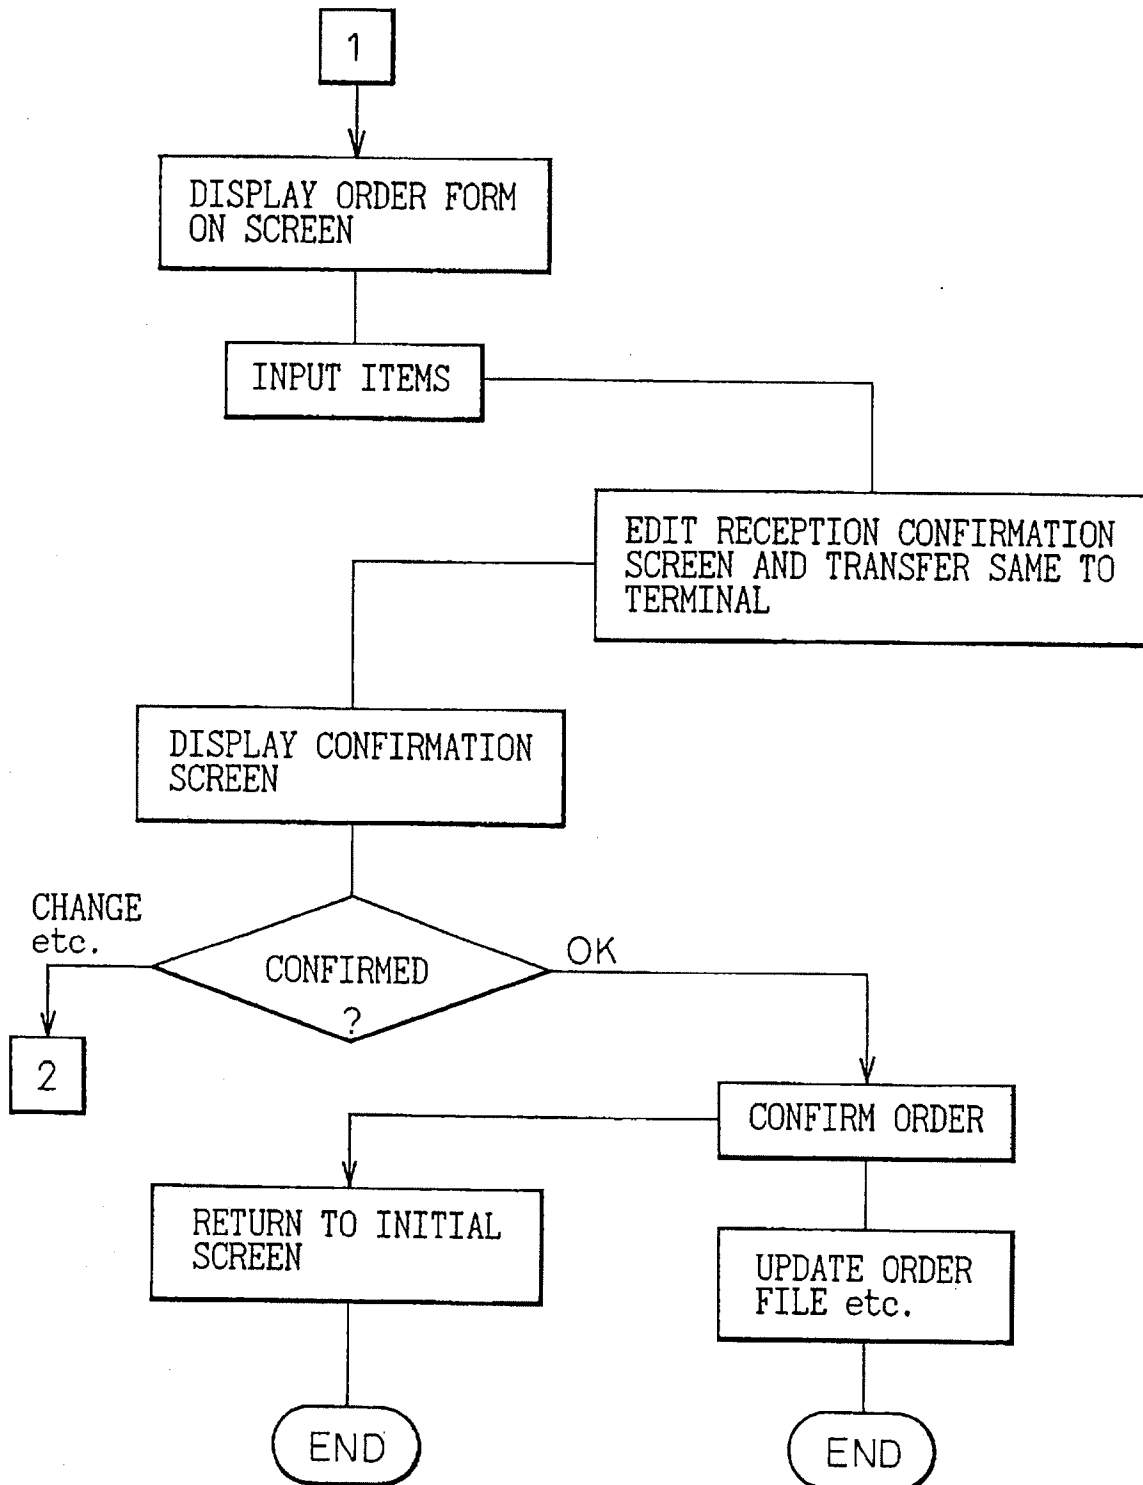 1
DISPLAY ORDER FORM
ON SCREEN
INPUT ITEMS
EDIT RECEPTION CONFIRMATION
SCREEN AND TRANSFER SAME TO
TERMINAL
DISPLAY CONFIRMATION
SCREEN
CHANGE
etc.
CONFIRMED
?
OK
2
CONFIRM ORDER
RETURN TO INITIAL
SCREEN
UPDATE ORDER
FILE etc.
END
END